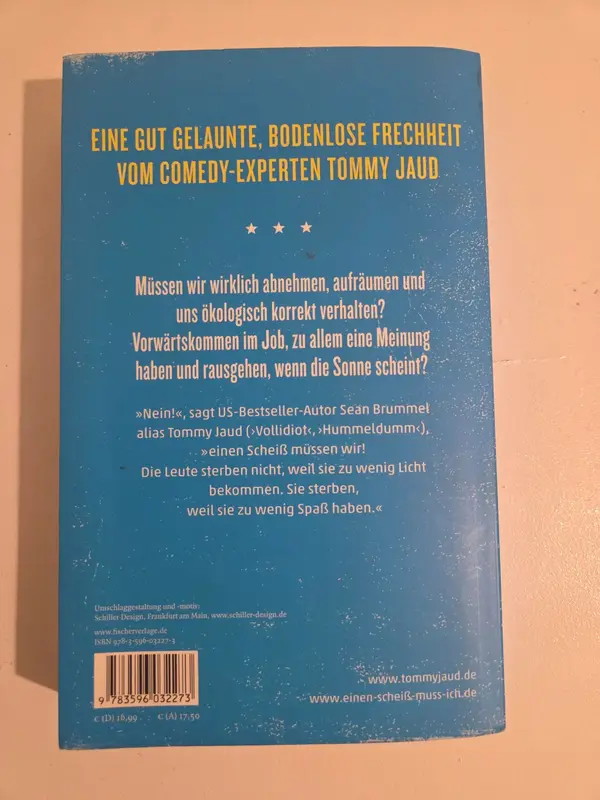 EINE GUT GELAUNTE, BODENLOSE FRECHHEIT
VOM COMEDY-EXPERTEN TOMMY JAUD
Müssen wir wirklich abnehmen, aufräumen und
uns ökologisch korrekt verhalten?
Vorwärtskommen im Job, zu allem eine Meinung
haben und rausgehen, wenn die Sonne scheint?
»Nein!«, sagt US-Bestseller-Autor Sean Brummel
alias Tommy Jaud (›Vollidiot‹, ›Hummeldumm‹),
»einen Scheiß müssen wir!
Die Leute sterben nicht, weil sie zu wenig Licht
bekommen. Sie sterben,
weil sie zu wenig Spaß haben.«
Umschlaggestaltung und -motiv:
Schiller Design, Frankfurt am Main, www.schiller-design.de
www.fischerverlage.de
ISBN 978-3-596-03227-3
9 783596 032273
€ (D) 16,99 € (A) 17,50
www.tommyjaud.de
www.einen-scheiß-muss-ich.de